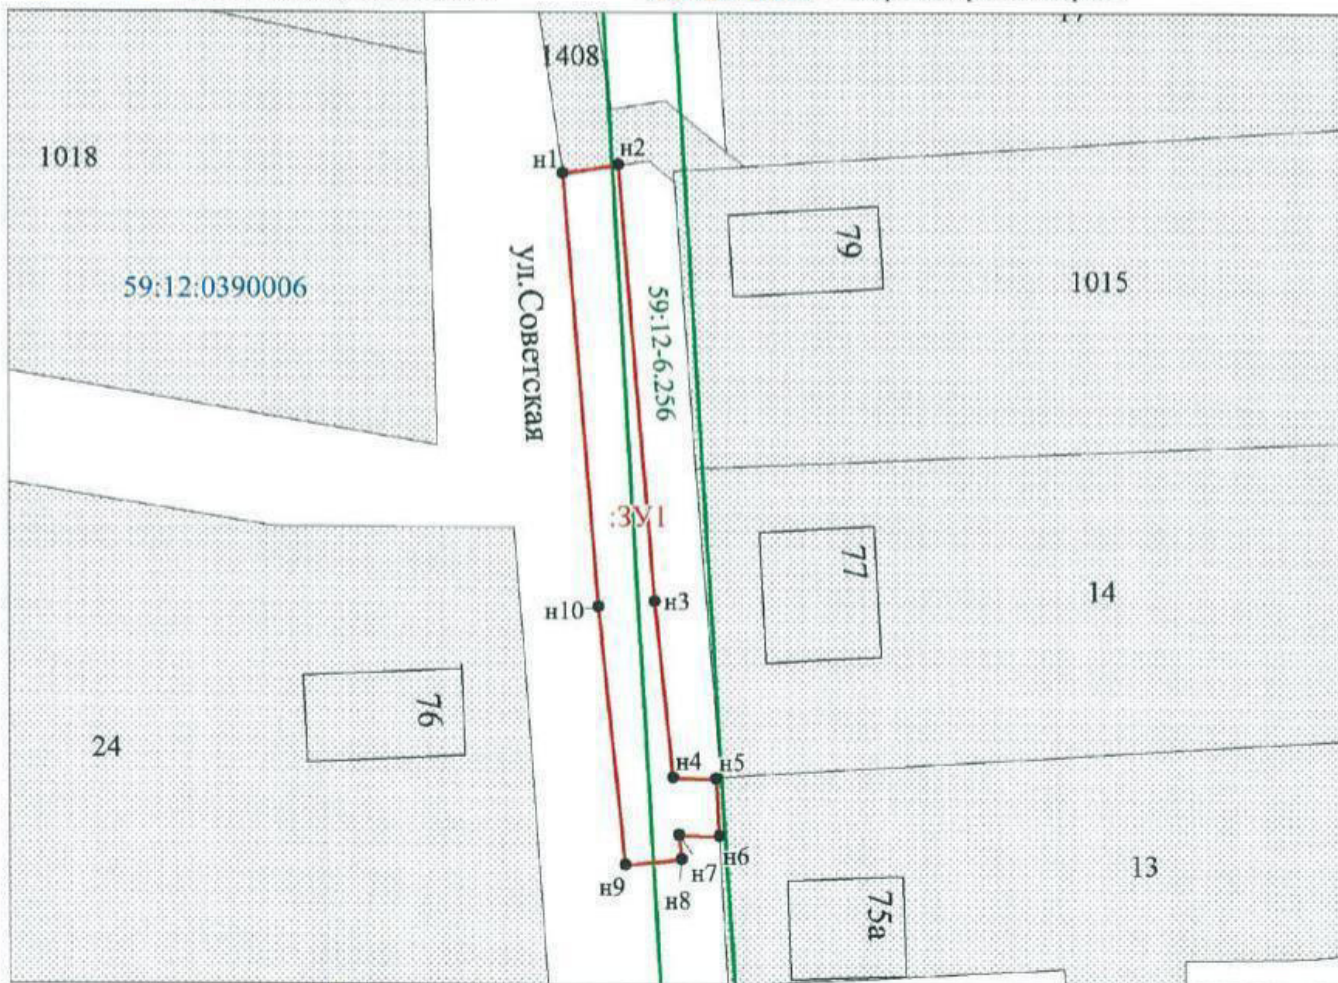 1408
1018
н1
н2
79
59:12:0390006
1015
ул.Советская
59:12-6.256
:ЗУ1
77
14
н10
н3
76
24
н4
н5
н6
н7
н8
н9
13
75а